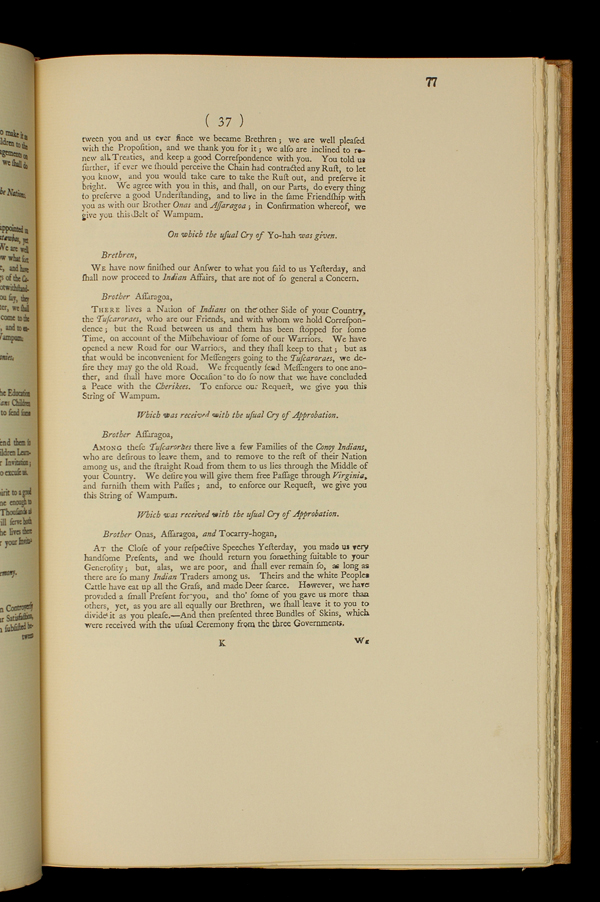 77
( 37 )
tween you and us ever ſince we became Brethren; we are well pleaſed
with the Propoſition, and we thank you for it; we alſo are inclined to re-
new all Treaties, and keep a good Correſpondence with you. You told us
further, if ever we ſhould perceive the Chain had contracted any Ruſt, to let
you know, and you would take care to take the Ruſt out, and preſerve it
bright. We agree with you in this, and ſhall, on our Parts, do every thing
to preſerve a good Underſtanding, and to live in the ſame Friendſhip with
you as with our Brother Onas and Aſſaragoa; in Confirmation whereof, we
give you this Belt of Wampum.
On which the uſual Cry of Yo-hah was given.
Brethren,
WE have now finiſhed our Anſwer to what you ſaid to us Yeſterday, and
ſhall now proceed to Indian Affairs, that are not of ſo general a Concern.
Brother Aſſaragoa,
THERE lives a Nation of Indians on the other Side of your Country,
the Tuſcaroraes, who are our Friends, and with whom we hold Correſpon-
dence; but the Road between us and them has been ſtopped for ſome
Time, on account of the Miſbehaviour of ſome of our Warriors. We have
opened a new Road for our Warriors, and they ſhall keep to that; but as
that would be inconvenient for Meſſengers going to the Tuſcaroraes, we de-
ſire they may go the old Road. We frequently ſend Meſſengers to one ano-
ther, and ſhall have more Occaſion to do ſo now that we have concluded
a Peace with the Cherikees. To enforce our Requeſt, we give you this
String of Wampum.
Which was received with the uſual Cry of Approbation.
Brother Aſſaragoa,
AMONG theſe Tuſcaroraes there live a few Families of the Conoy Indians,
who are deſirous to leave them, and to remove to the reſt of their Nation
among us, and the ſtraight Road from them to us lies through the Middle of
your Country. We deſire you will give them free Paſſage through Virginia,
and furniſh them with Paſſes; and, to enforce our Requeſt, we give you
this String of Wampum.
Which was received with the uſual Cry of Approbation.
Brother Onas, Aſſaragoa, and Tocarry-hogan,
AT the Cloſe of your reſpective Speeches Yeſterday, you made us very
handſome Preſents, and we ſhould return you ſomething ſuitable to your
Generoſity; but, alas, we are poor, and ſhall ever remain ſo, as long as
there are ſo many Indian Traders among us. Theirs and the white Peoples
Cattle have eat up all the Graſs, and made Deer ſcarce. However, we have
provided a ſmall Preſent for you, and tho' ſome of you gave us more than
others, yet, as you are all equally our Brethren, we ſhall leave it to you to
divide it as you pleaſe.—And then preſented three Bundles of Skins, which
were received with the uſual Ceremony from the three Governments.
K
WE